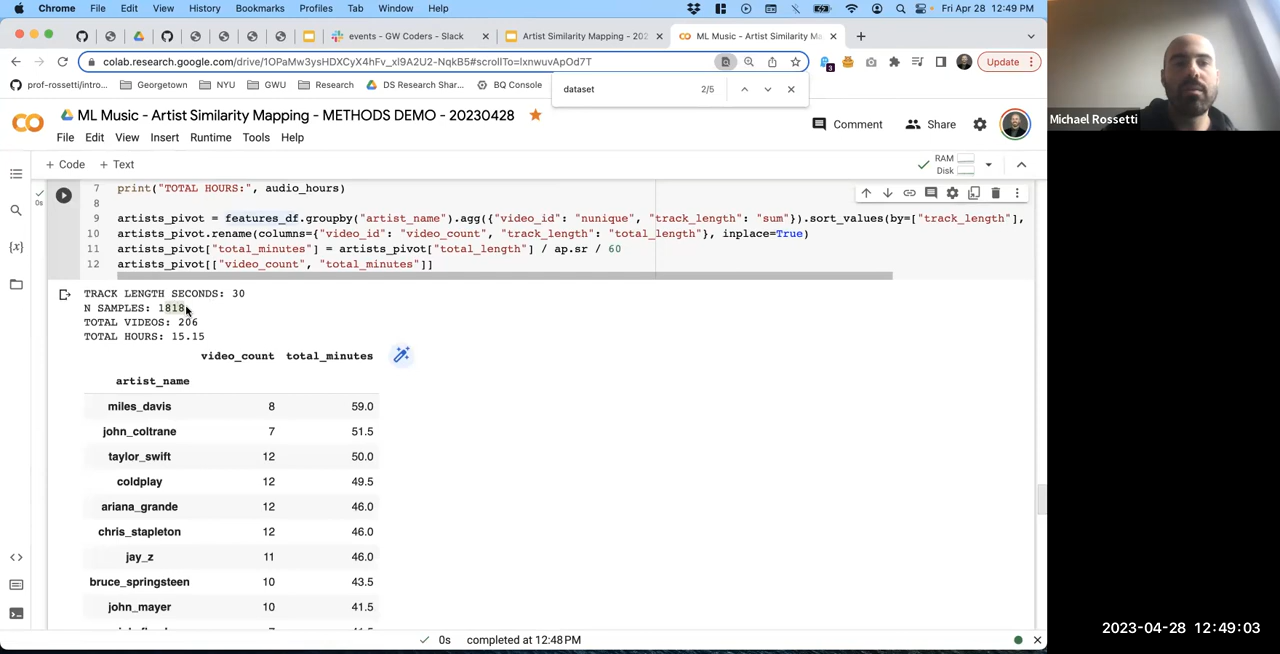 Chrome File Edit View History Bookmarks Profiles Tab Window Help Fri Apr 28 12:49 PM
events - GW Coders - Slack Artist Similarity Mapping - 202 ML Music - Artist Similarity Ma
colab.research.google.com/drive/1OPaMw3ysHDXCyX4hFv_xl9A2U2-NqkB5#scrollTo=IxnwuvApOd7T Update
prof-rossetti/intro... Georgetown NYU GWU Research DS Research Shar... BQ Console
dataset 2/5
ML Music - Artist Similarity Mapping - METHODS DEMO - 20230428
File Edit View Insert Runtime Tools Help
Comment Share
+ Code + Text
RAM
Disk
7 print("TOTAL HOURS:", audio_hours)
8
9 artists_pivot = features_df.groupby("artist_name").agg({"video_id": "nunique", "track_length": "sum"}).sort_values(by=["track_length"],
10 artists_pivot.rename(columns={"video_id": "video_count", "track_length": "total_length"}, inplace=True)
11 artists_pivot["total_minutes"] = artists_pivot["total_length"] / ap.sr / 60
12 artists_pivot[["video_count", "total_minutes"]]
0s
TRACK LENGTH SECONDS: 30
N SAMPLES: 1818
TOTAL VIDEOS: 206
TOTAL HOURS: 15.15
video_count total_minutes
artist_name
miles_davis 8 59.0
john_coltrane 7 51.5
taylor_swift 12 50.0
coldplay 12 49.5
ariana_grande 12 46.0
chris_stapleton 12 46.0
jay_z 11 46.0
bruce_springsteen 10 43.5
john_mayer 10 41.5
0s completed at 12:48 PM
Michael Rossetti
2023-04-28 12:49:03